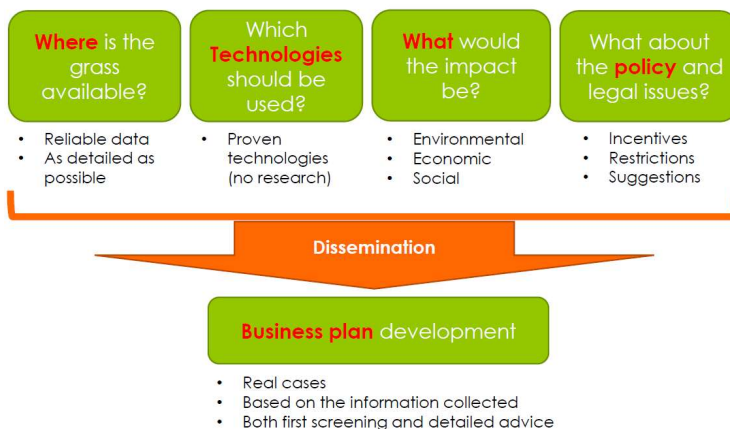 Where is the
grass
available?
• Reliable data
• As detailed as
possible
Which
Technologies
should be
used?
• Proven
technologies
(no research)
What would
the impact
be?
• Environmental
• Economic
• Social
What about
the policy and
legal issues?
• Incentives
• Restrictions
• Suggestions
Dissemination
Business plan development
• Real cases
• Based on the information collected
• Both first screening and detailed advice